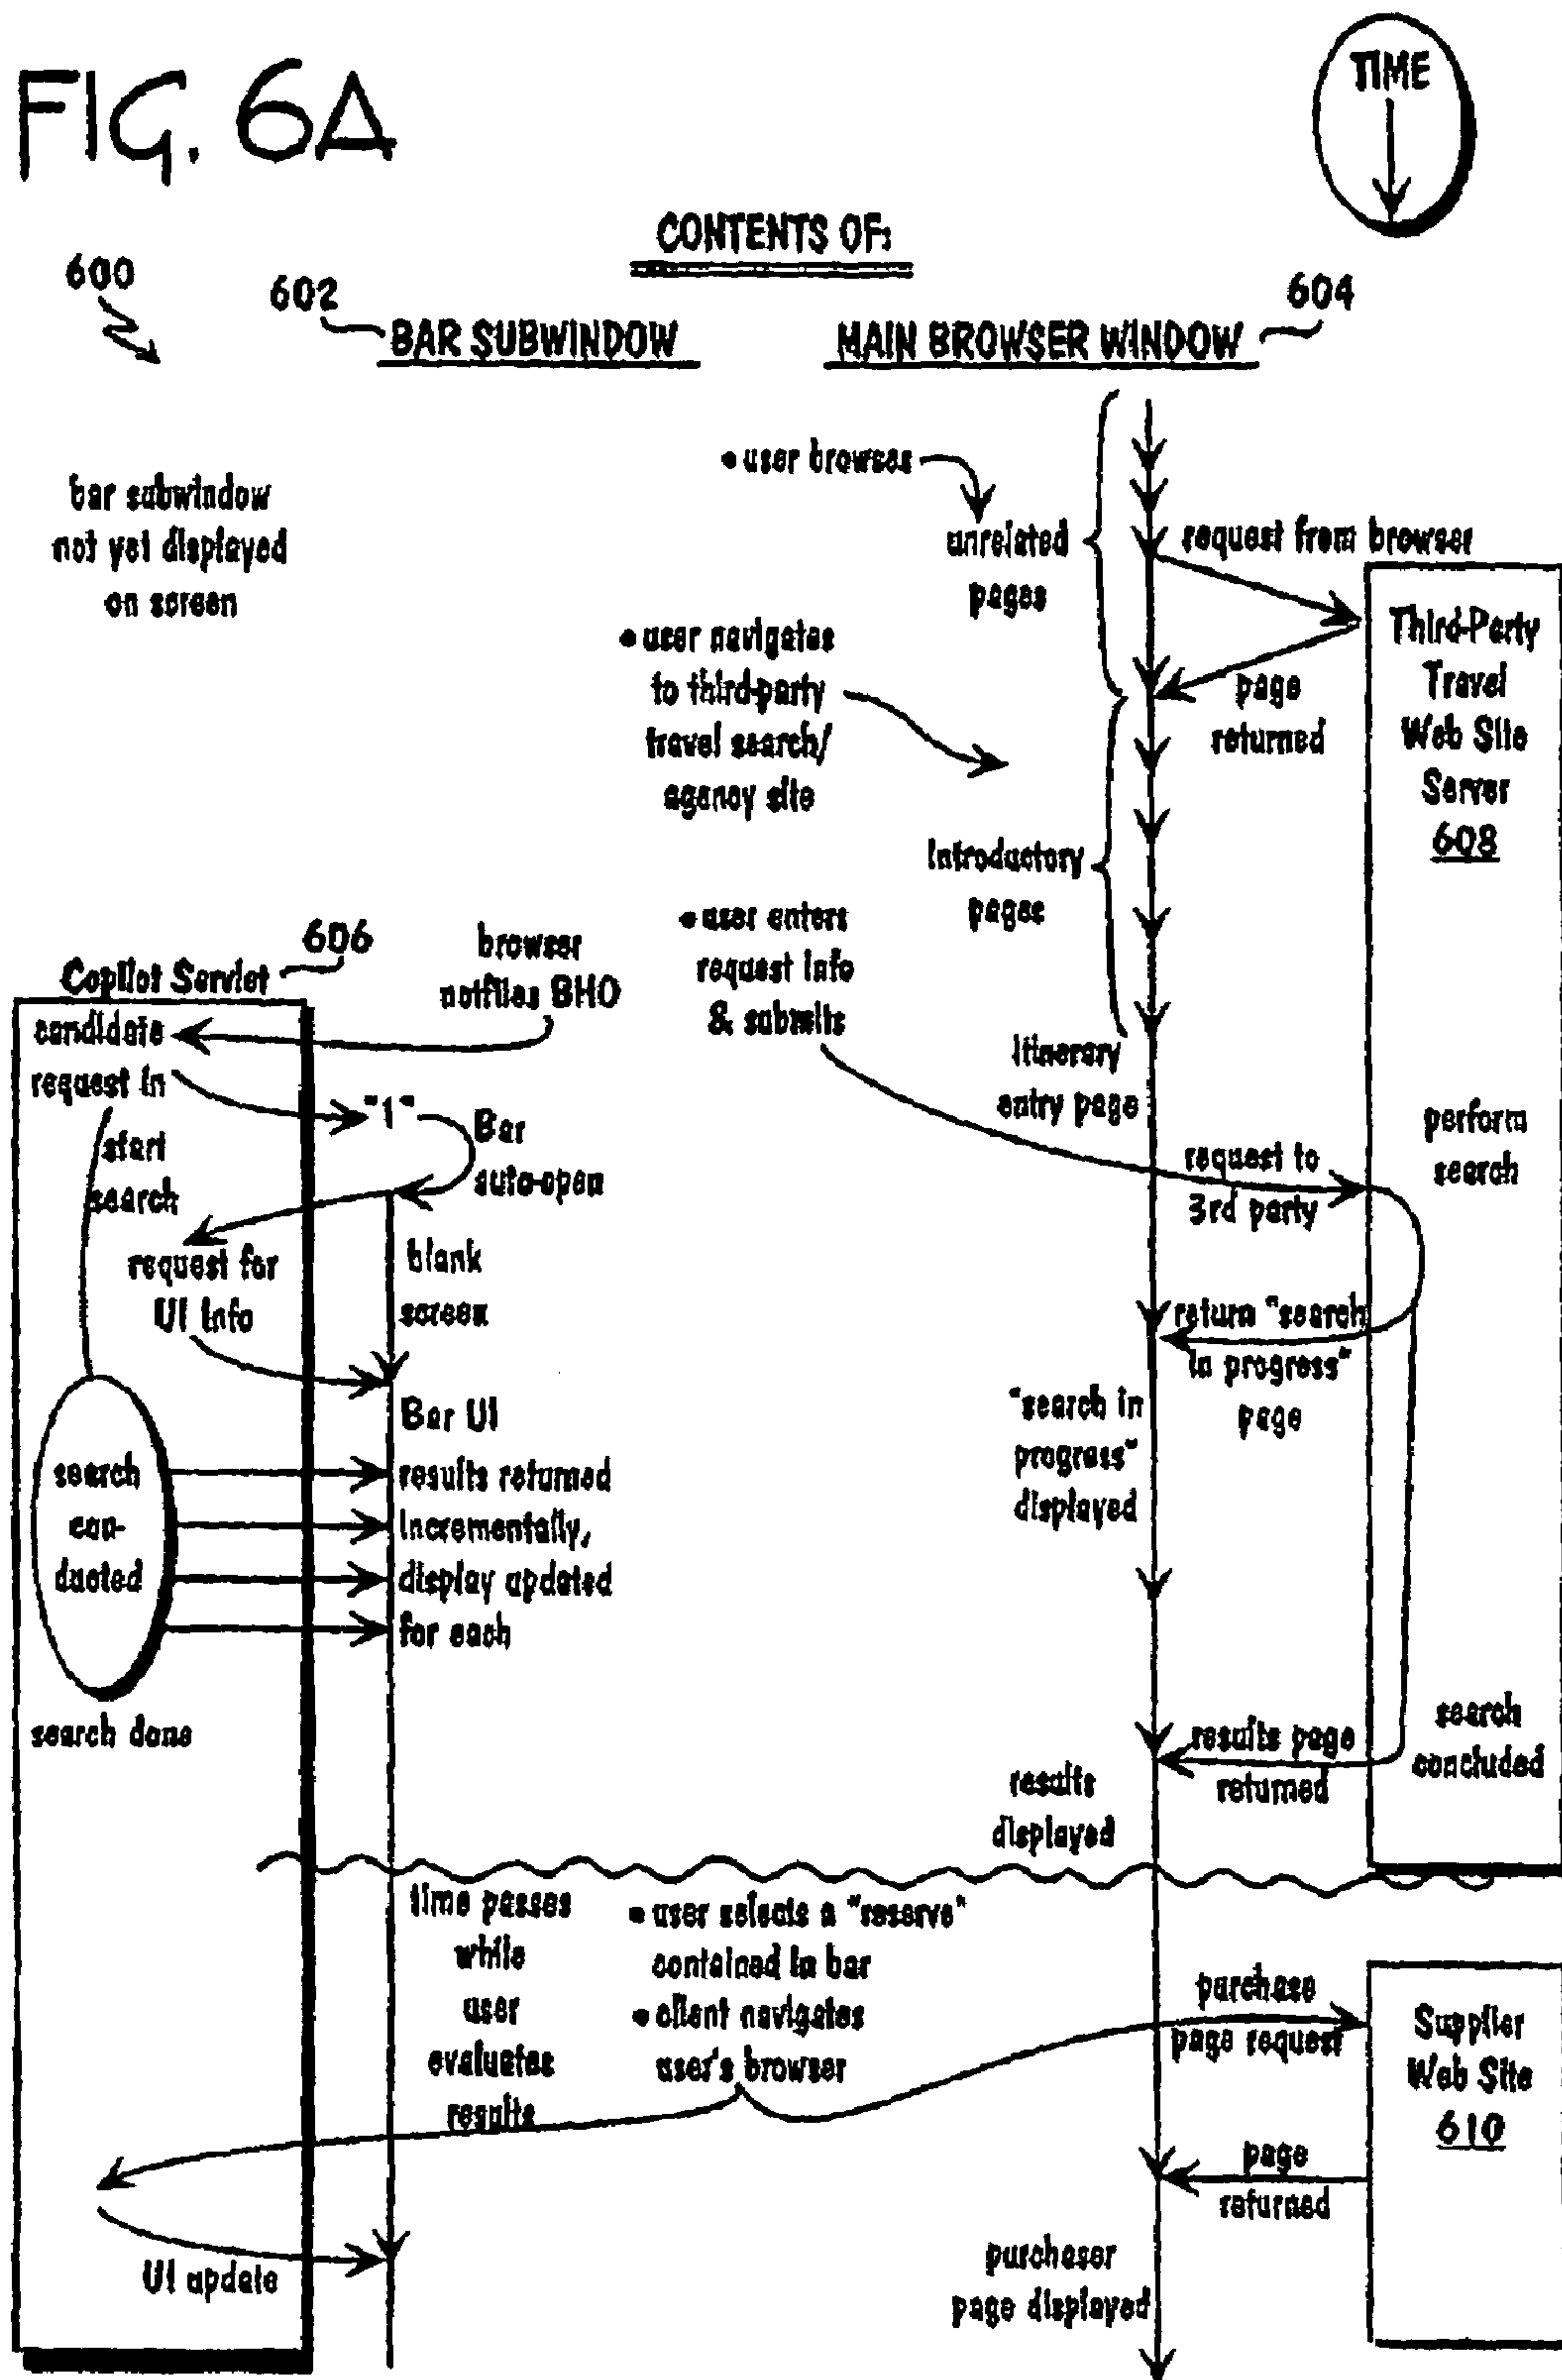 FIG. 6A
TIME
CONTENTS OF:
600
602
BAR SUBWINDOW
MAIN BROWSER WINDOW
604
bar subwindow
not yet displayed
on screen
• user browses
unrelated
pages
request from browser
page
returned
• user navigates
to third-party
travel search/
agency site
Third-Party
Travel
Web Site
Server
608
Introductory
pages
• user enters
request info
& submits
Itinerary
entry page
606
Copilot Servlet
browser
notifies BHO
candidate
request in
"1"
Bar
auto-open
start
search
request for
UI Info
blank
screen
request to
3rd party
perform
search
return "search
in progress"
page
"search in
progress"
displayed
Bar UI
results returned
incrementally,
display updated
for each
search
con-
ducted
search done
results page
returned
search
concluded
results
displayed
time passes
while
user
evaluates
results
• user selects a "reserve"
contained in bar
• client navigates
user's browser
purchase
page request
Supplier
Web Site
610
page
returned
UI update
purchaser
page displayed